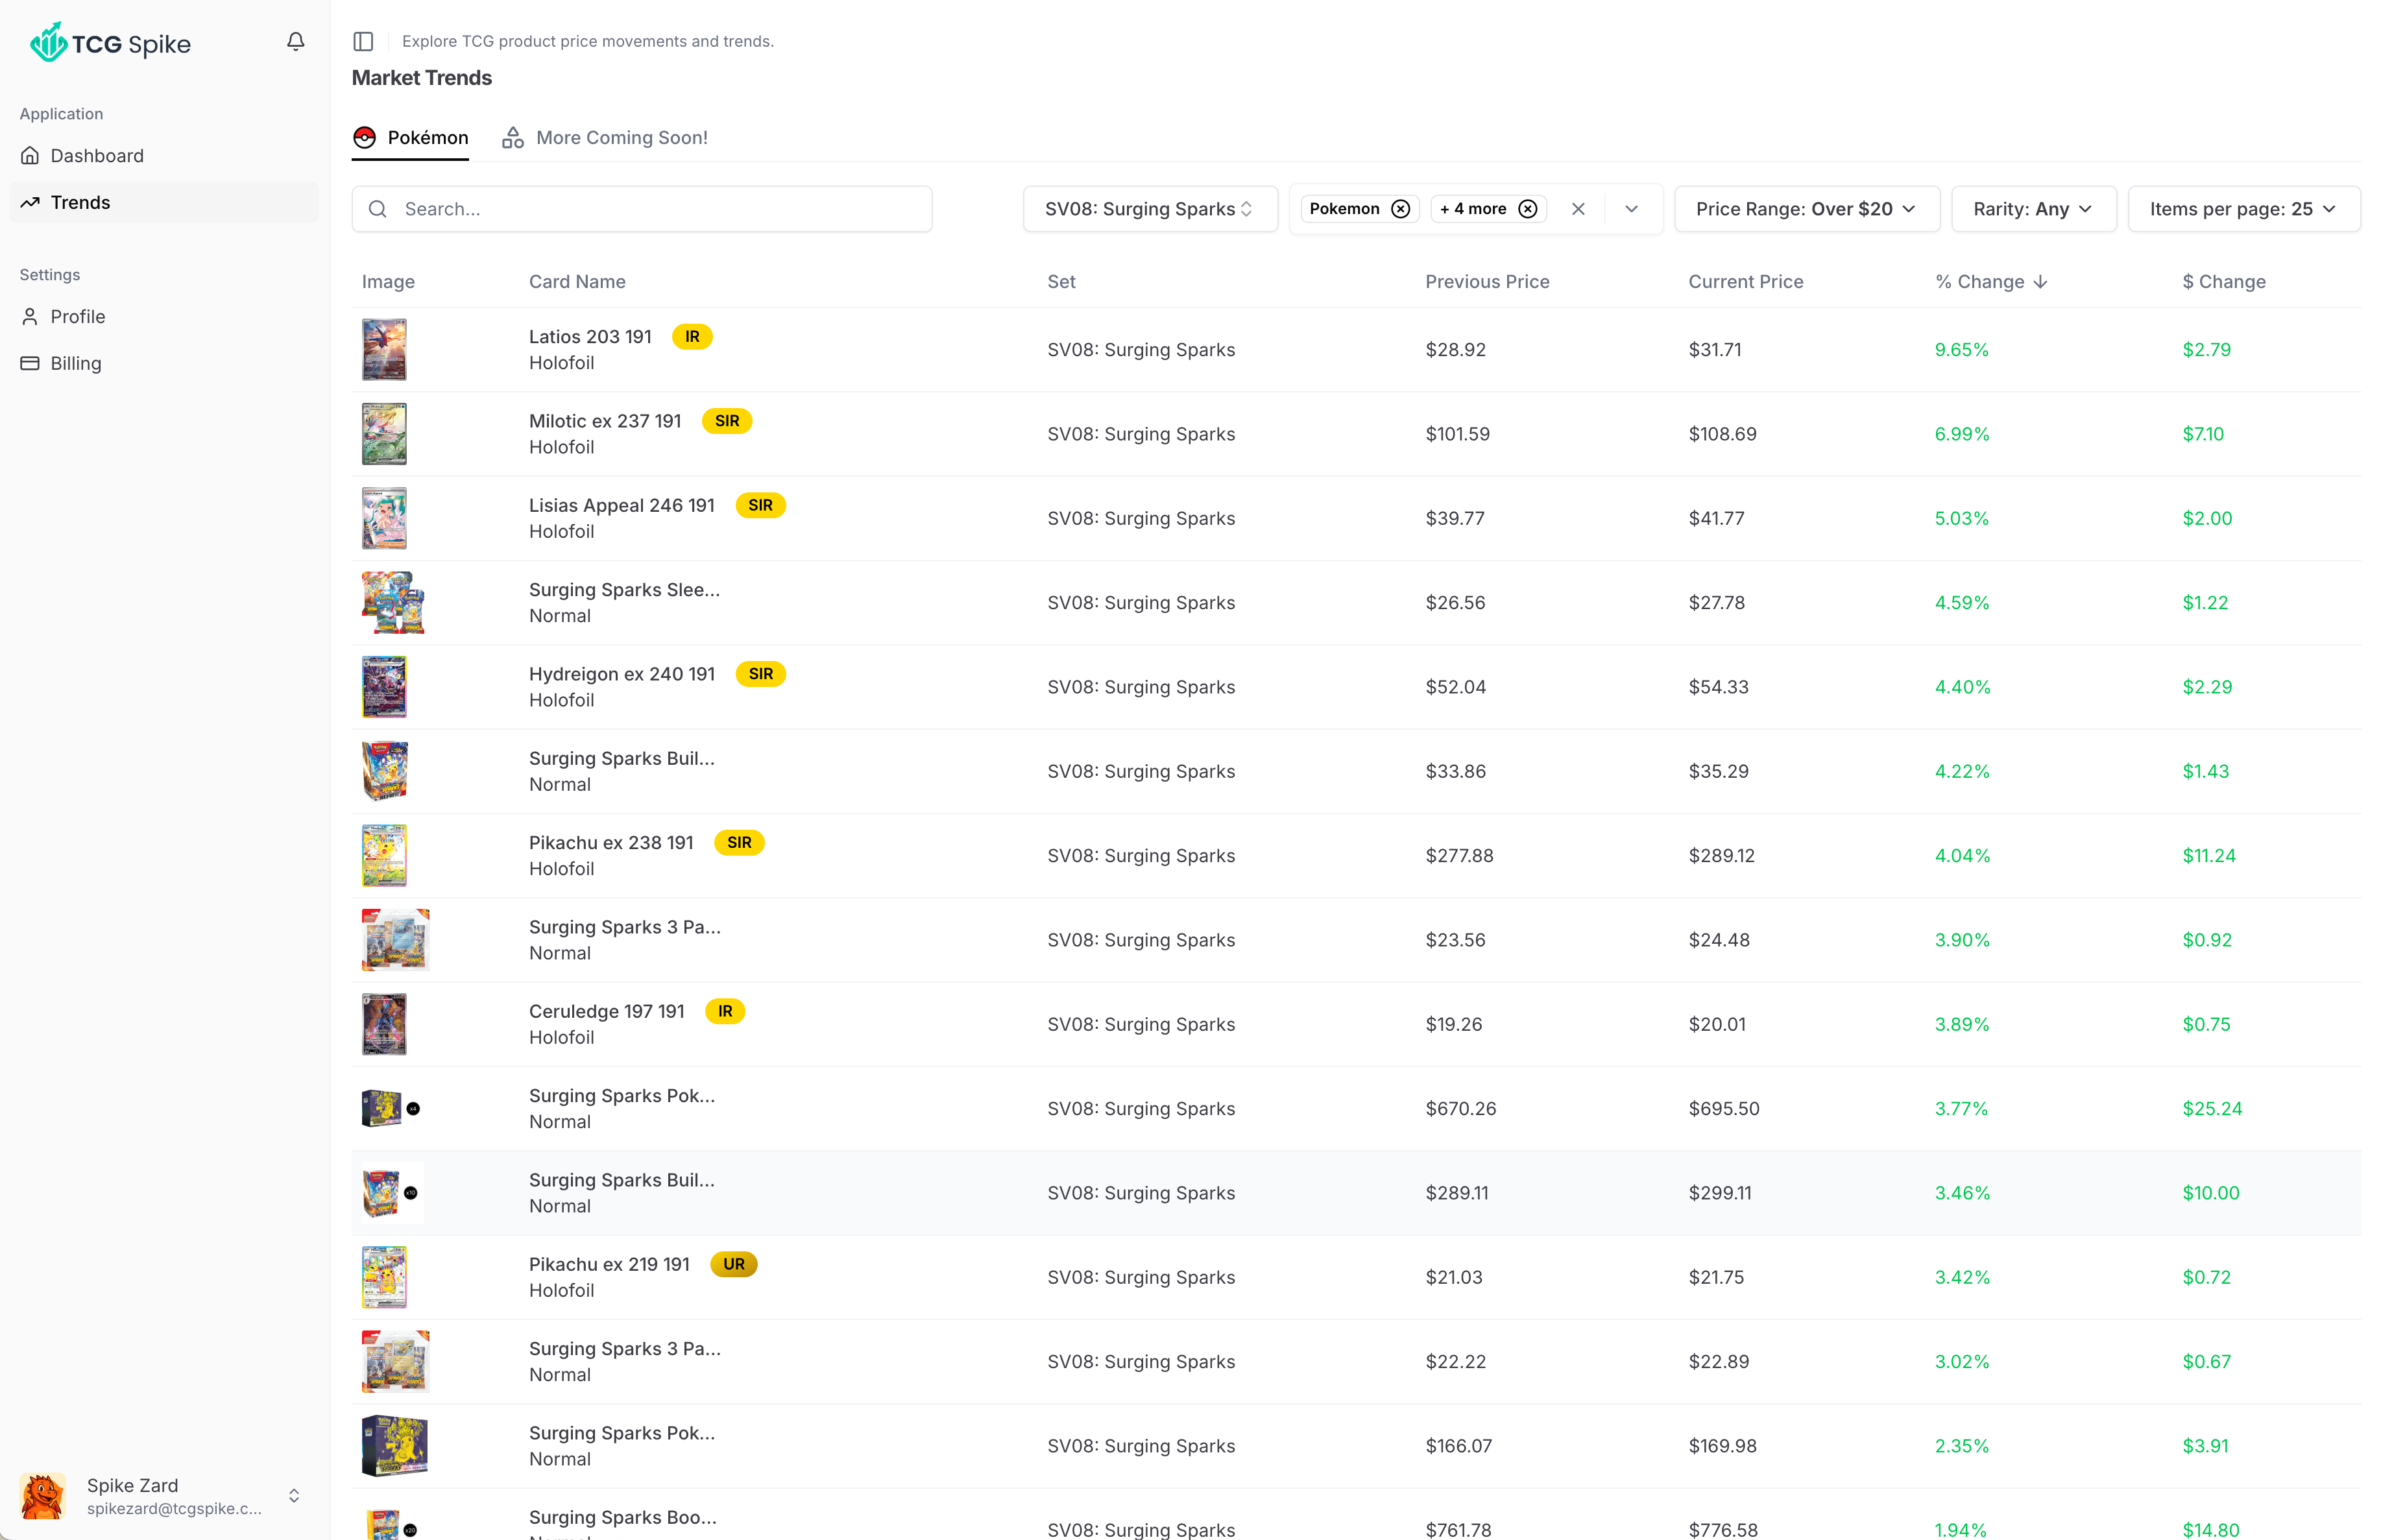 TCG Spike
Explore TCG product price movements and trends.
Market Trends
Application
Dashboard
Trends
Settings
Profile
Billing
Pokémon
More Coming Soon!
Search...
SV08: Surging Sparks
Pokemon
+ 4 more
Price Range: Over $20
Rarity: Any
Items per page: 25
Image Card Name Set Previous Price Current Price % Change $ Change
Latios 203 191 IR
Holofoil
SV08: Surging Sparks $28.92 $31.71 9.65% $2.79
Milotic ex 237 191 SIR
Holofoil
SV08: Surging Sparks $101.59 $108.69 6.99% $7.10
Lisias Appeal 246 191 SIR
Holofoil
SV08: Surging Sparks $39.77 $41.77 5.03% $2.00
Surging Sparks Slee...
Normal
SV08: Surging Sparks $26.56 $27.78 4.59% $1.22
Hydreigon ex 240 191 SIR
Holofoil
SV08: Surging Sparks $52.04 $54.33 4.40% $2.29
Surging Sparks Buil...
Normal
SV08: Surging Sparks $33.86 $35.29 4.22% $1.43
Pikachu ex 238 191 SIR
Holofoil
SV08: Surging Sparks $277.88 $289.12 4.04% $11.24
Surging Sparks 3 Pa...
Normal
SV08: Surging Sparks $23.56 $24.48 3.90% $0.92
Ceruledge 197 191 IR
Holofoil
SV08: Surging Sparks $19.26 $20.01 3.89% $0.75
Surging Sparks Pok...
Normal
x4
SV08: Surging Sparks $670.26 $695.50 3.77% $25.24
Surging Sparks Buil...
Normal
x10
SV08: Surging Sparks $289.11 $299.11 3.46% $10.00
Pikachu ex 219 191 UR
Holofoil
SV08: Surging Sparks $21.03 $21.75 3.42% $0.72
Surging Sparks 3 Pa...
Normal
SV08: Surging Sparks $22.22 $22.89 3.02% $0.67
Surging Sparks Pok...
Normal
SV08: Surging Sparks $166.07 $169.98 2.35% $3.91
Surging Sparks Boo...
Normal
x20
SV08: Surging Sparks $761.78 $776.58 1.94% $14.80
Spike Zard
spikezard@tcgspike.c...